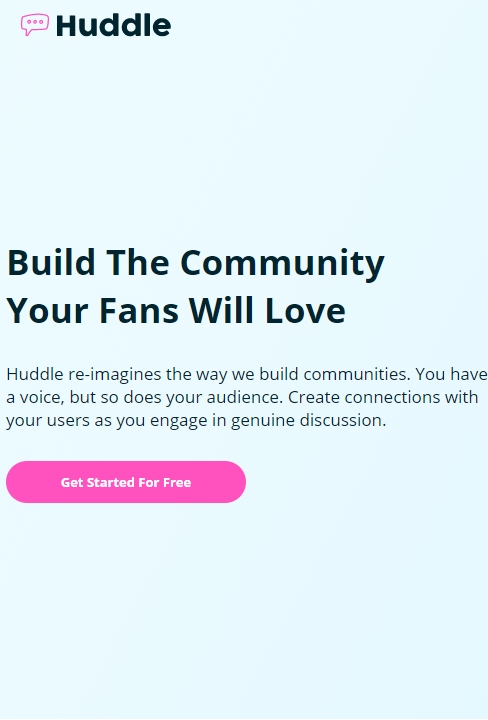 Huddle
Build The Community
Your Fans Will Love
Huddle re-imagines the way we build communities. You have
a voice, but so does your audience. Create connections with
your users as you engage in genuine discussion.
Get Started For Free